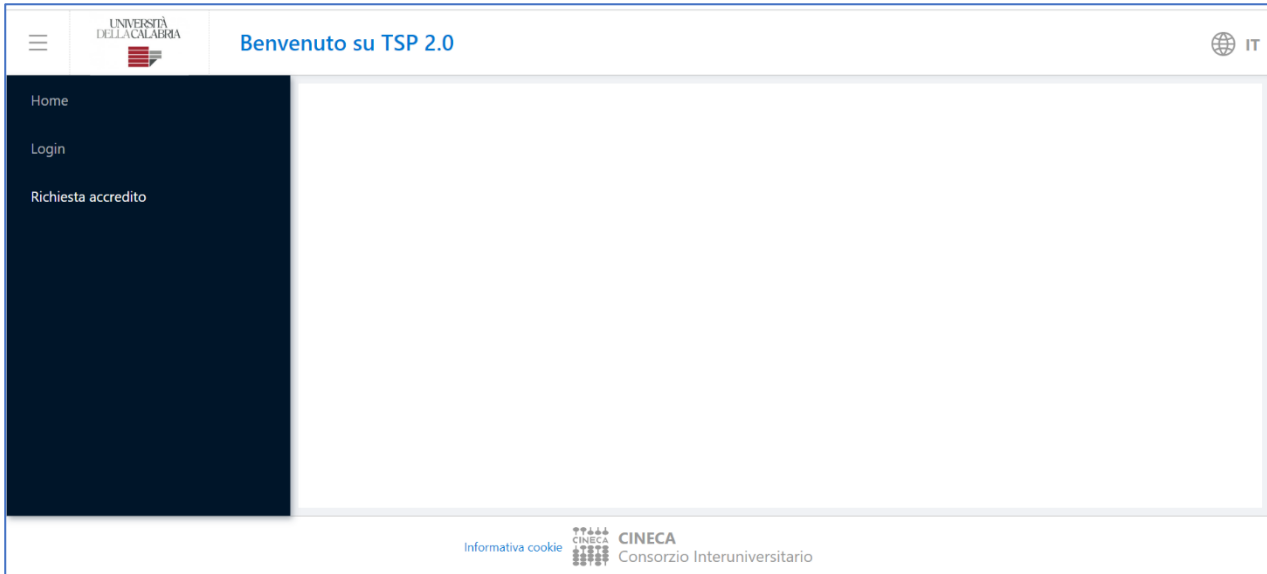 UNIVERSITÀ
DELLA CALABRIA
Benvenuto su TSP 2.0
IT
Home
Login
Richiesta accredito
Informativa cookie
CINECA
CINECA
Consorzio Interuniversitario